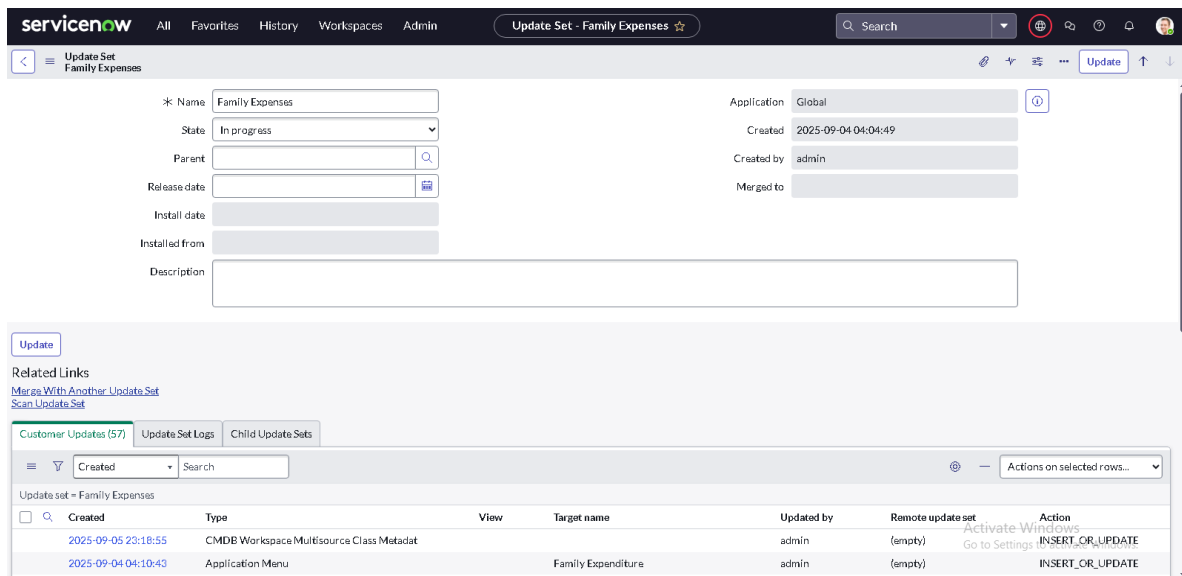 servicenow All Favorites History Workspaces Admin Update Set - Family Expenses Search
Update Set
Family Expenses
Update
Name Family Expenses
Application Global
State In progress
Created 2025-09-04 04:04:49
Parent
Created by admin
Release date
Merged to
Install date
Installed from
Description
Update
Related Links
Merge With Another Update Set
Scan Update Set
Customer Updates (57) Update Set Logs Child Update Sets
Created Search Actions on selected rows...
Update set = Family Expenses
Created Type View Target name Updated by Remote update set Action
Activate Windows
2025-09-05 23:18:55 CMDB Workspace Multisource Class Metadat admin (empty) INSERT_OR_UPDATE
Go to Settings to activate Windows.
2025-09-04 04:10:43 Application Menu Family Expenditure admin (empty) INSERT_OR_UPDATE